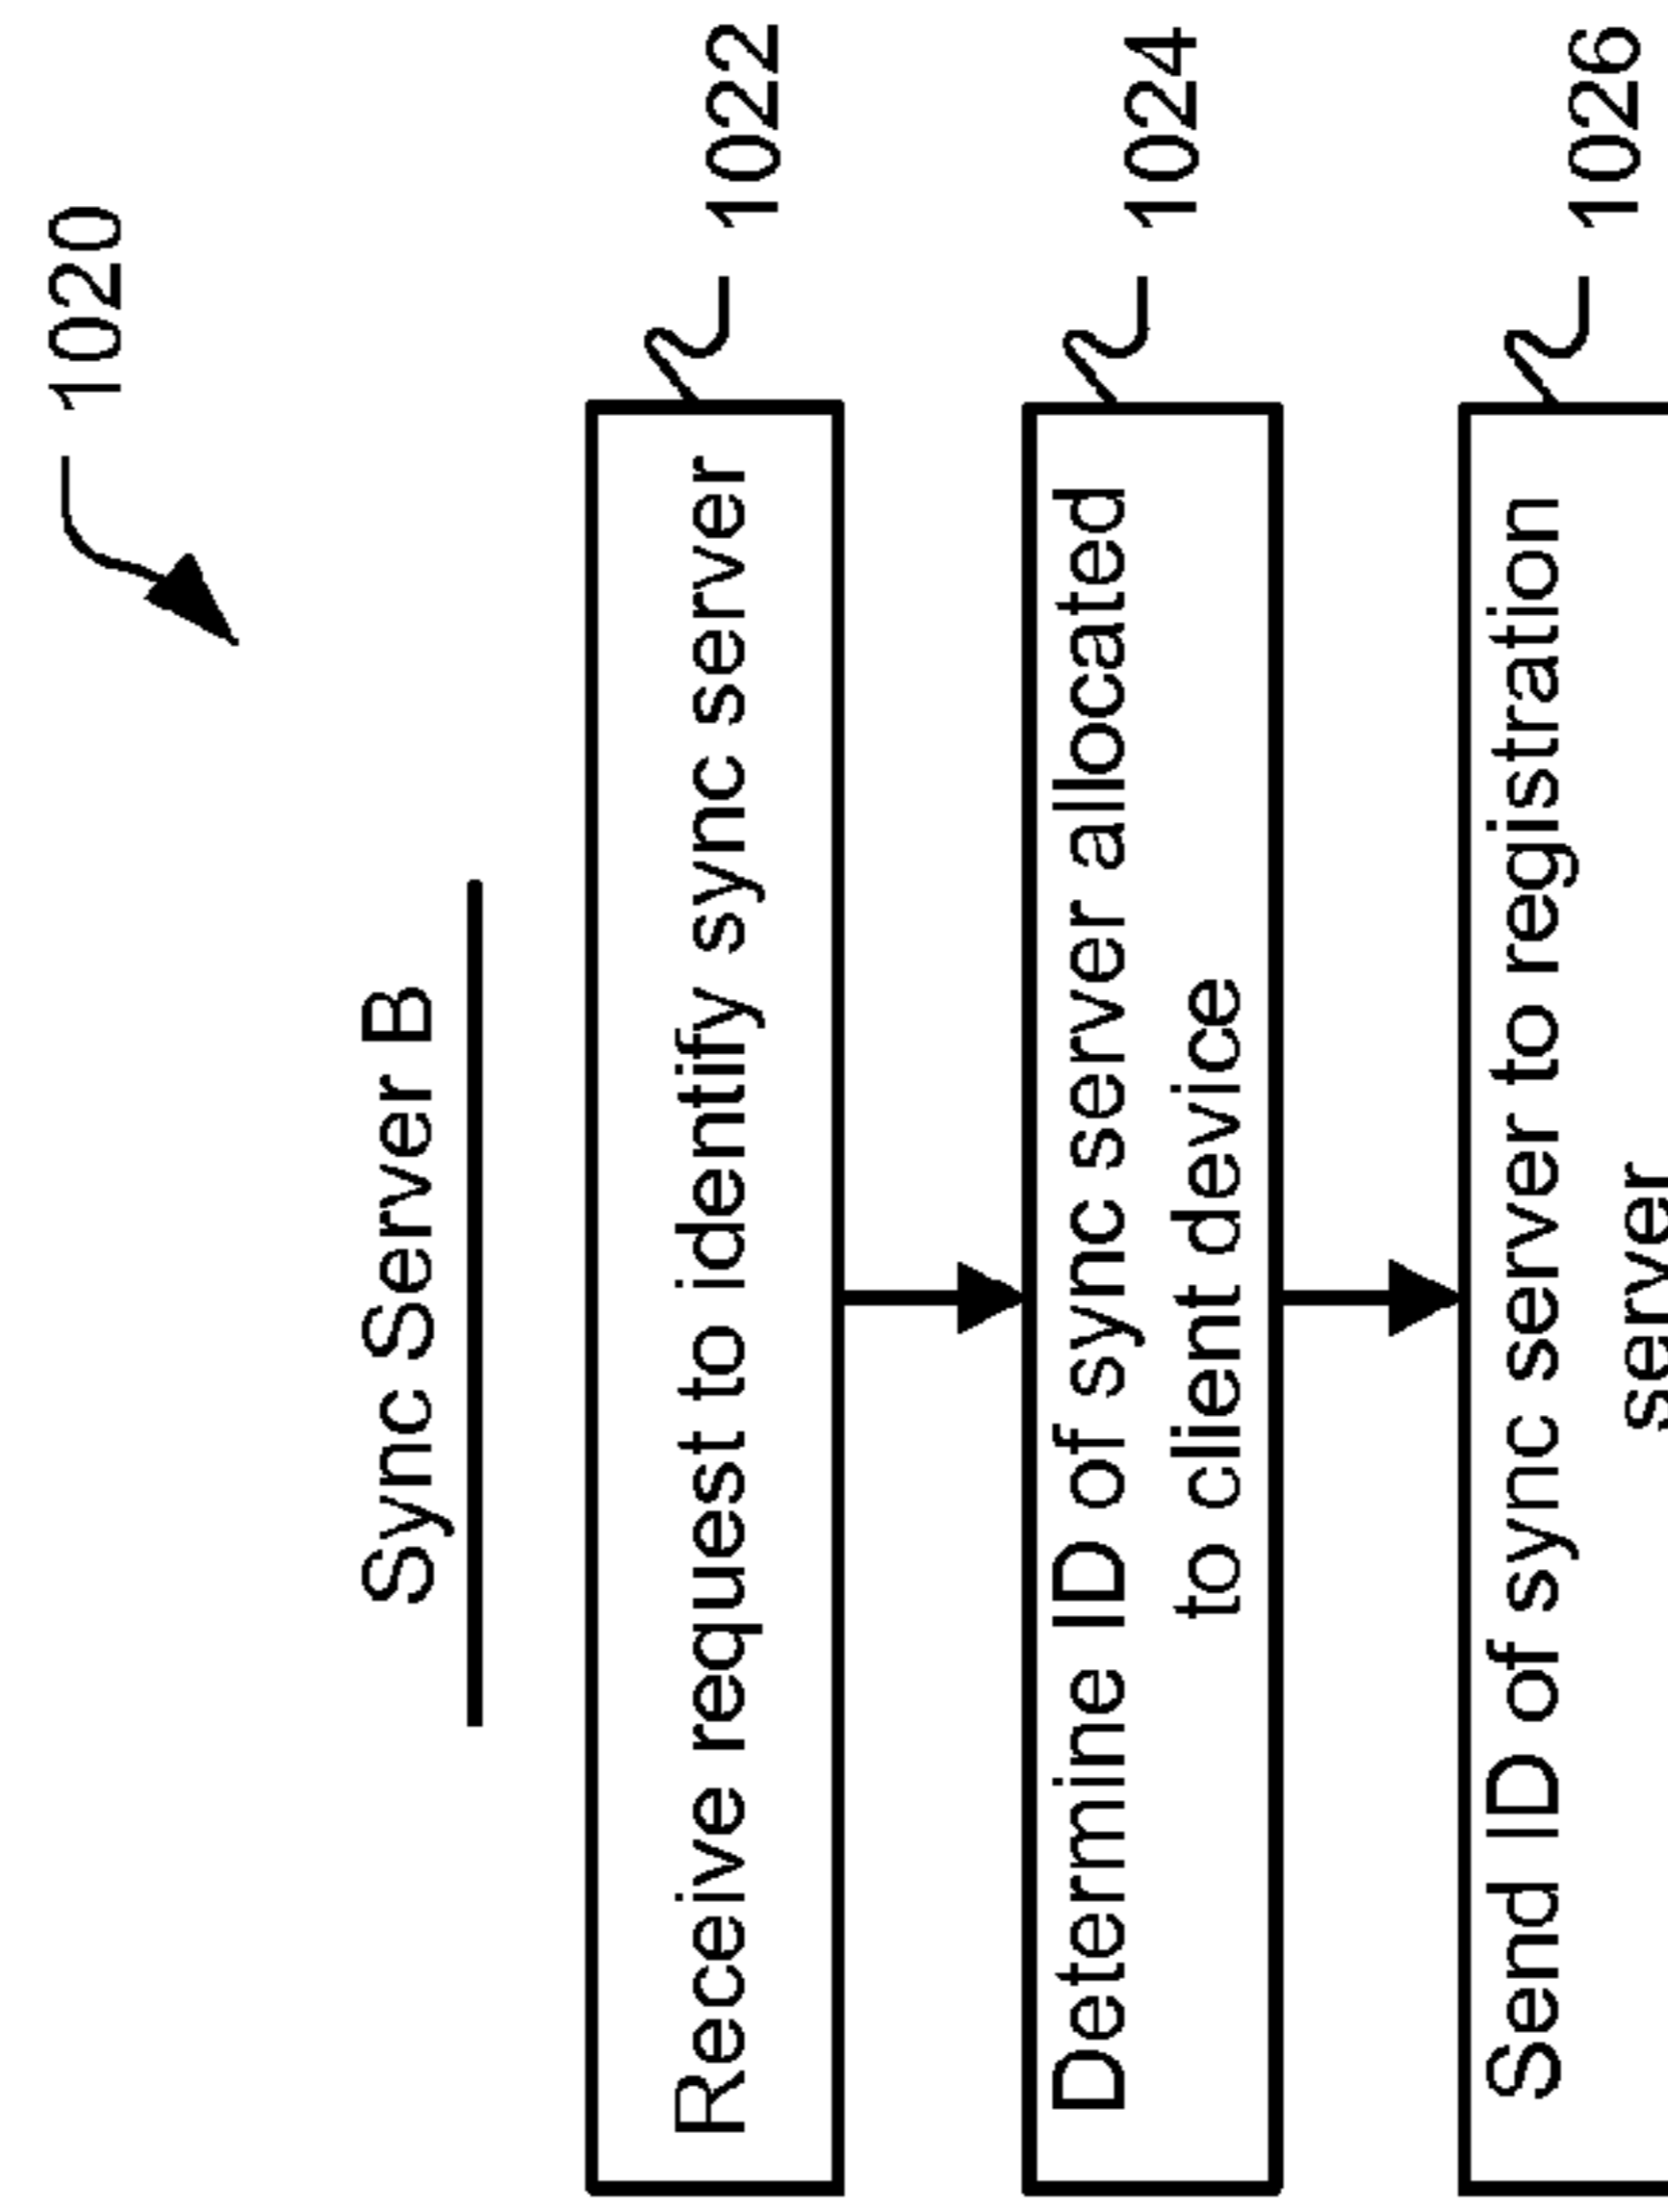 1020
Sync Server B
Receive request to identify sync server
1022
Determine ID of sync server allocated
to client device
1024
Send ID of sync server to registration
server
1026